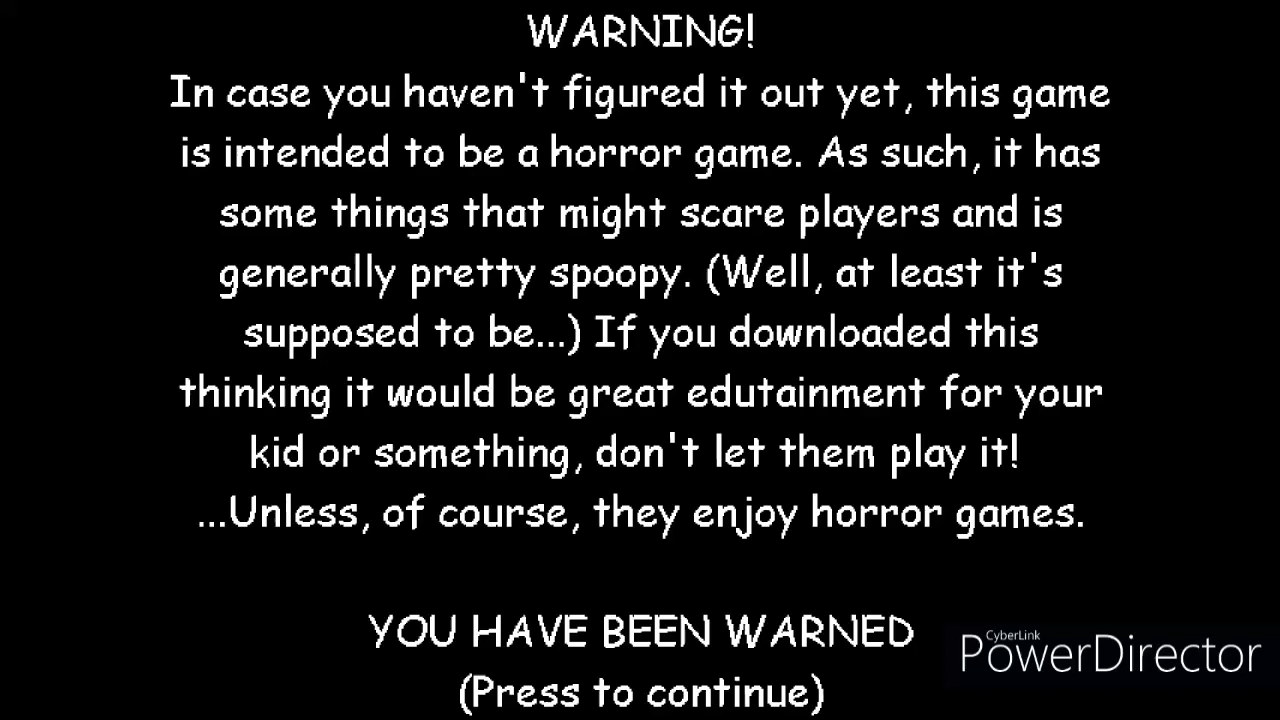 WARNING!
In case you haven't figured it out yet, this game
is intended to be a horror game. As such, it has
some things that might scare players and is
generally pretty spoopy. (Well, at least it's
supposed to be...) If you downloaded this
thinking it would be great edutainment for your
kid or something, don't let them play it!
...Unless, of course, they enjoy horror games.
YOU HAVE BEEN WARNED
(Press to continue)
CyberLink
PowerDirector